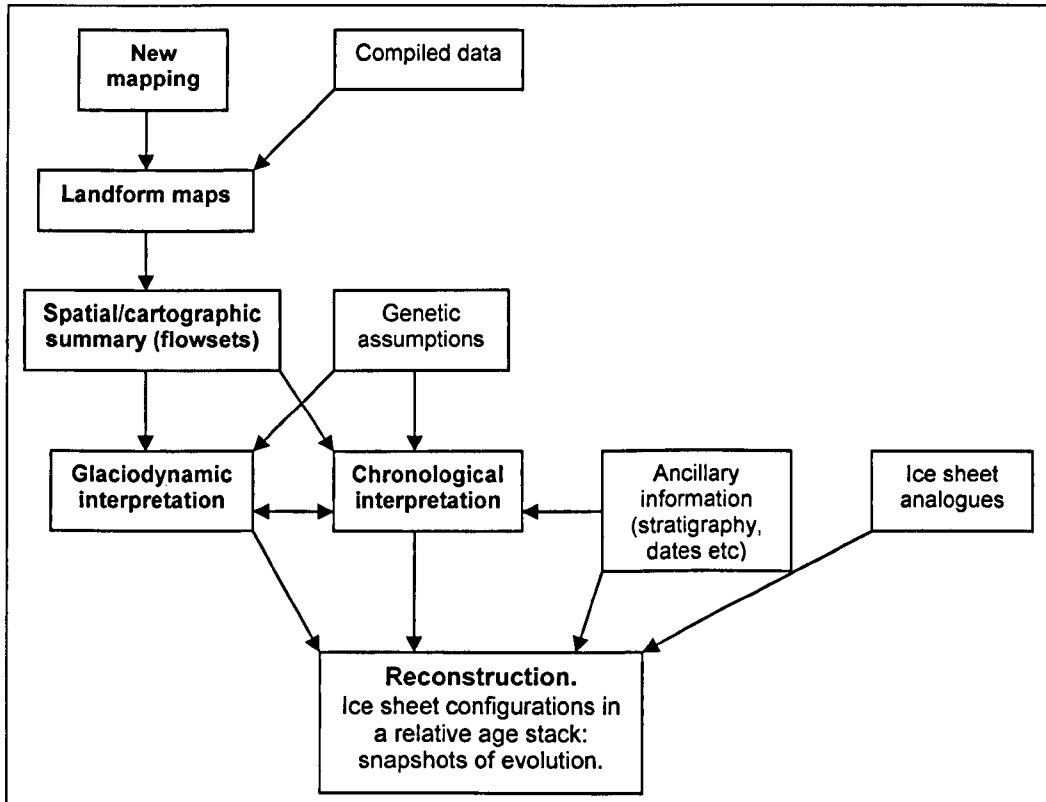 New
mapping
Compiled data
Landform maps
Spatial/cartographic
summary (flowsets)
Genetic
assumptions
Glaciodynamic
interpretation
Chronological
interpretation
Ancillary
information
(stratigraphy,
dates etc)
Ice sheet
analogues
Reconstruction.
Ice sheet configurations in
a relative age stack:
snapshots of evolution.